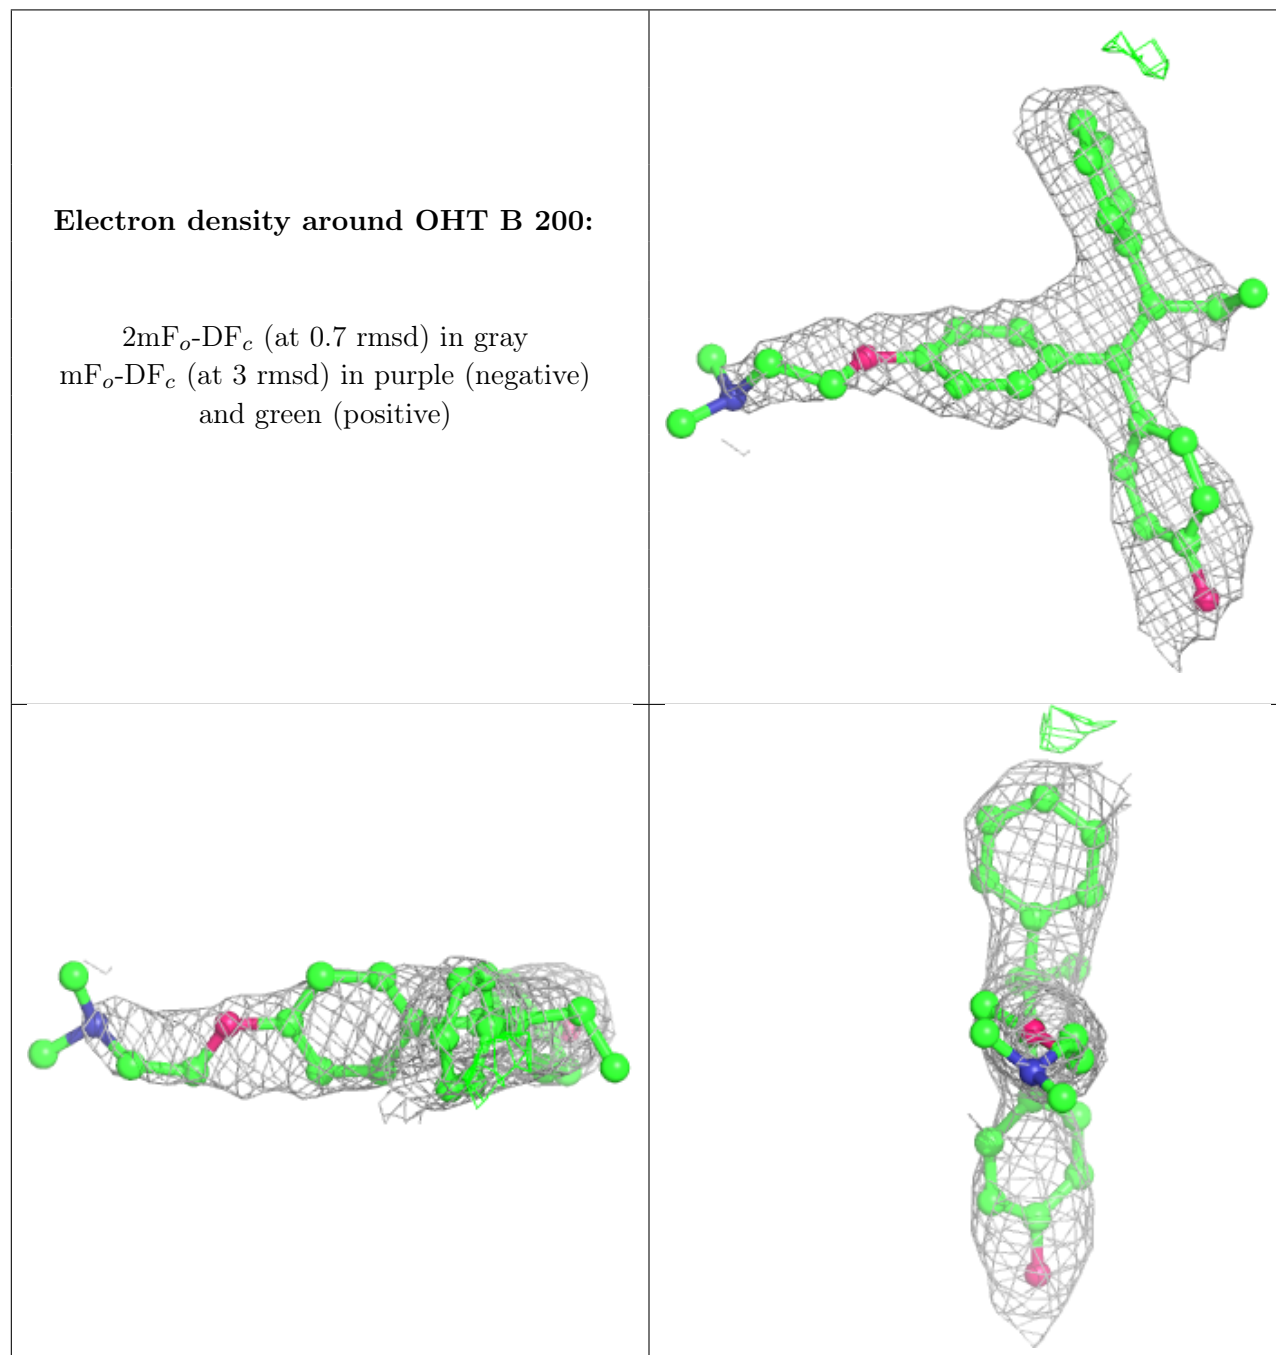 Electron density around OHT B 200:
2mFo-DFc (at 0.7 rmsd) in gray
mFo-DFc (at 3 rmsd) in purple (negative)
and green (positive)